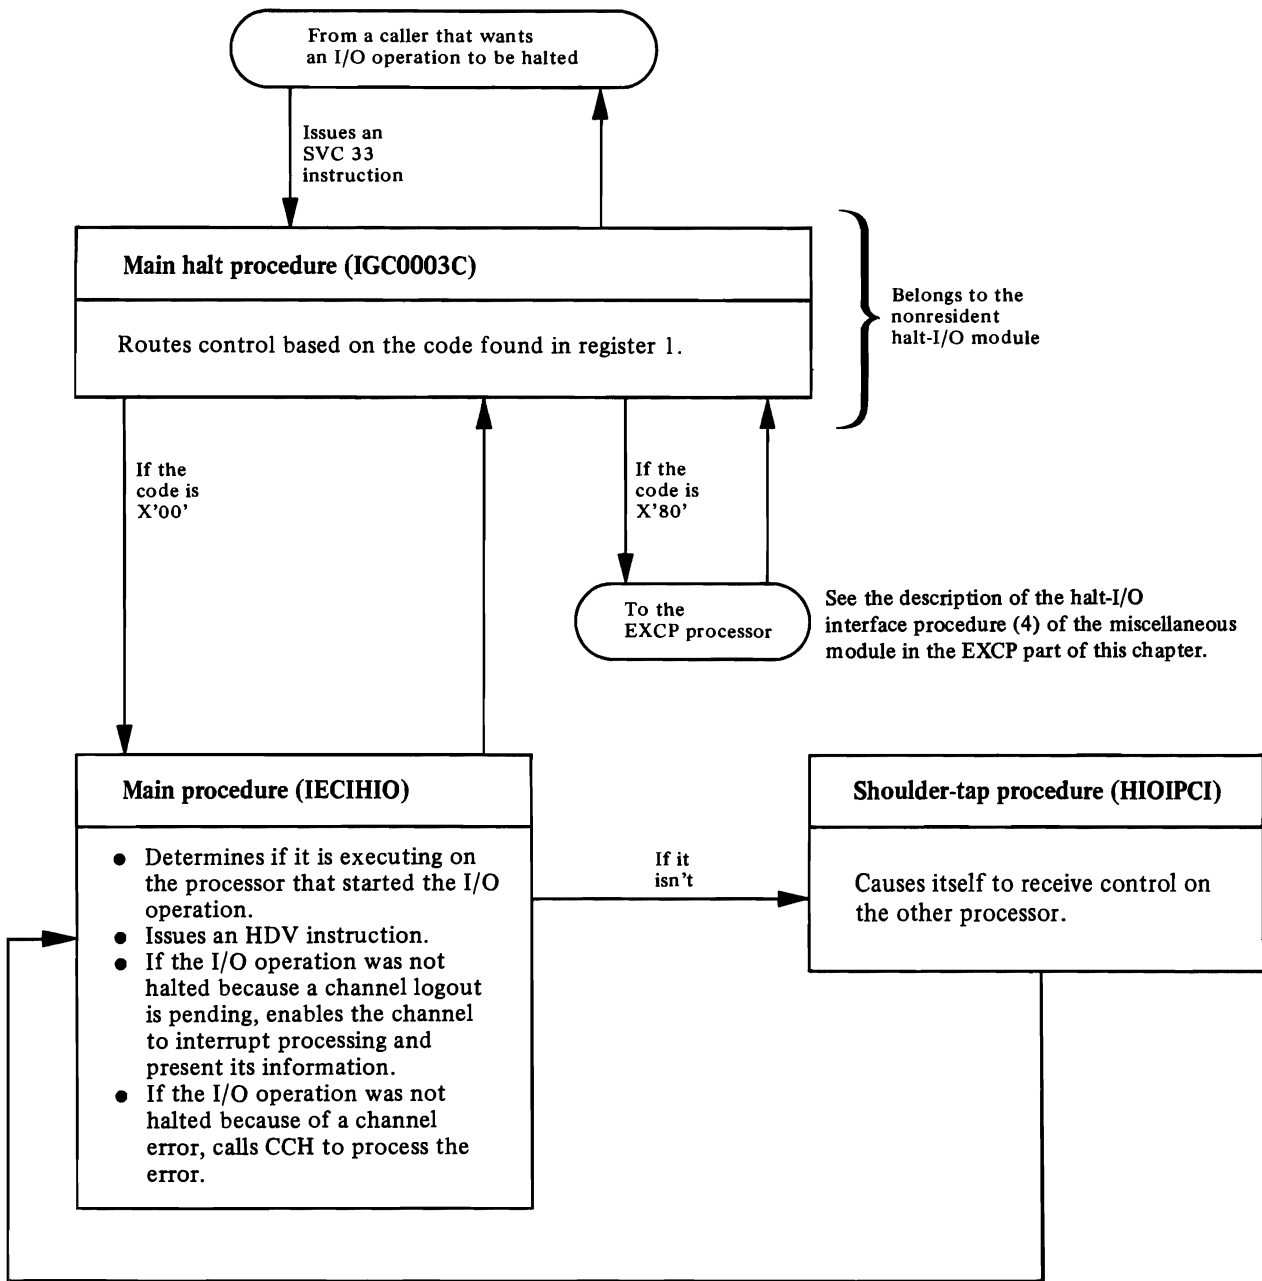 From a caller that wants
an I/O operation to be halted
Issues an
SVC 33
instruction
Main halt procedure (IGC0003C)
Routes control based on the code found in register 1.
Belongs to the
nonresident
halt-I/O module
If the
code is
X'00'
If the
code is
X'80'
To the
EXCP processor
See the description of the halt-I/O
interface procedure (4) of the miscellaneous
module in the EXCP part of this chapter.
Main procedure (IECIHIO)
● Determines if it is executing on
the processor that started the I/O
operation.
● Issues an HDV instruction.
● If the I/O operation was not
halted because a channel logout
is pending, enables the channel
to interrupt processing and
present its information.
● If the I/O operation was not
halted because of a channel
error, calls CCH to process the
error.
If it
isn't
Shoulder-tap procedure (HIOIPCI)
Causes itself to receive control on
the other processor.